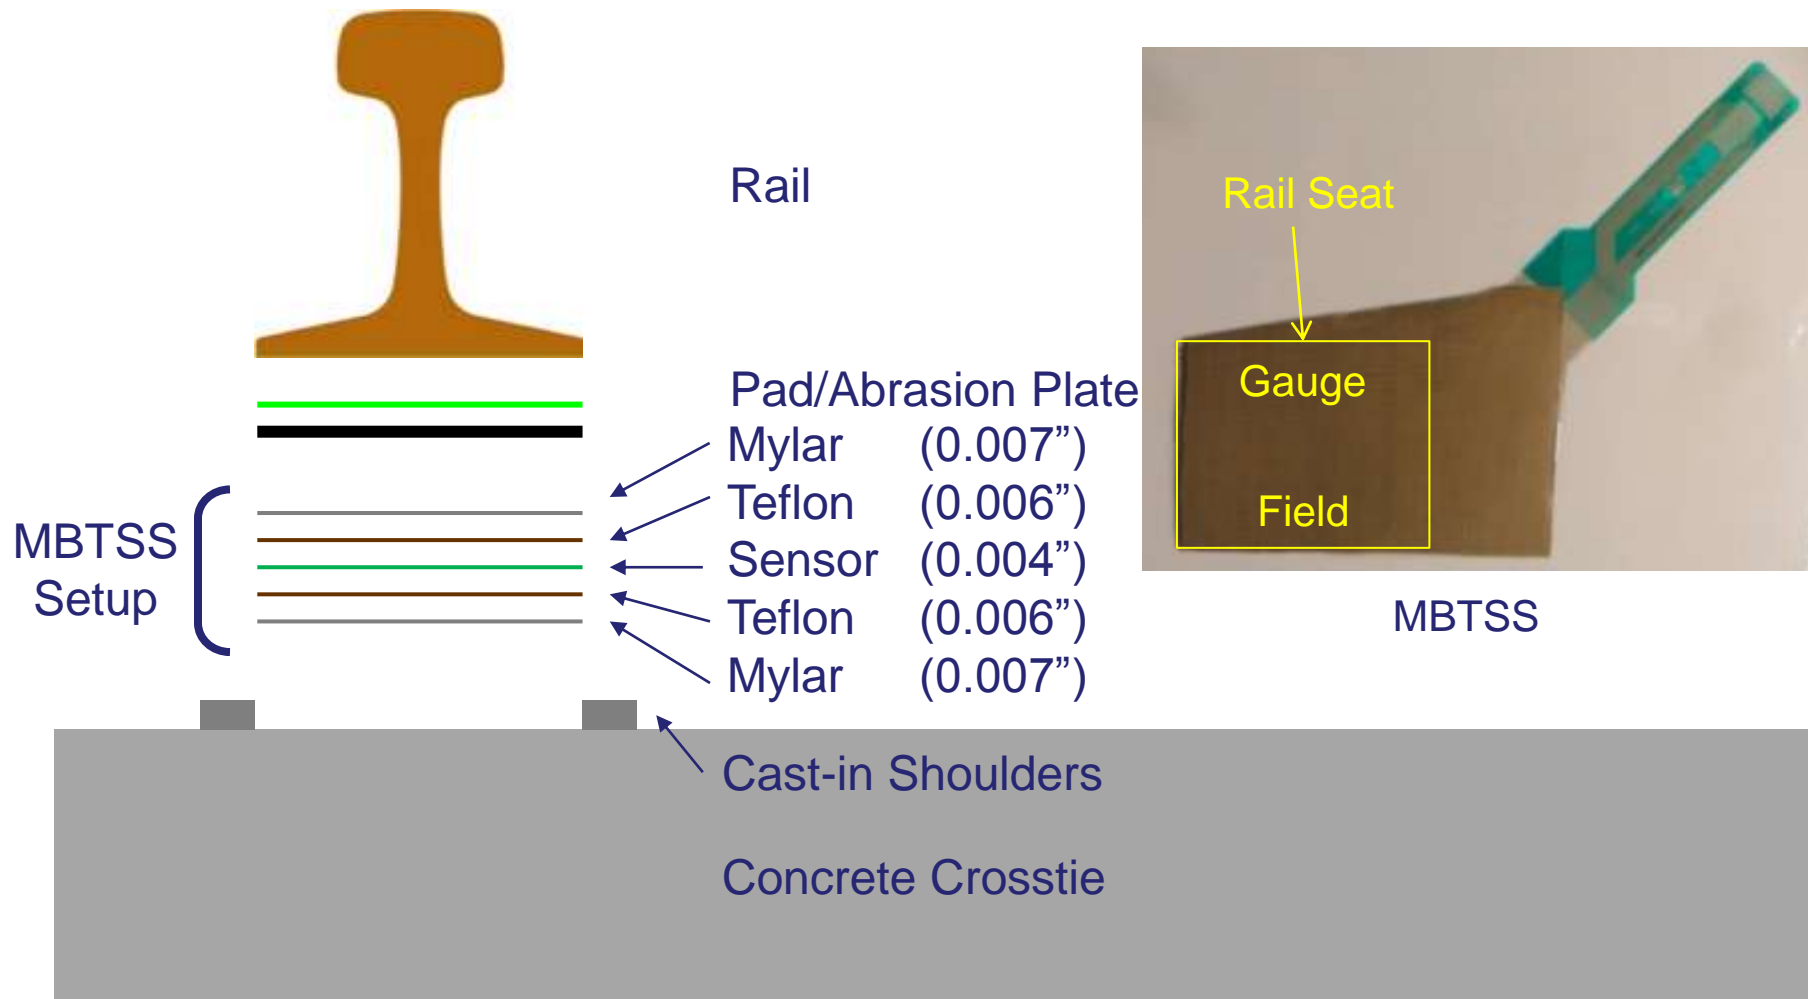 Rail
Pad/Abrasion Plate
Mylar (0.007”)
Teflon (0.006”)
Sensor (0.004”)
Teflon (0.006”)
Mylar (0.007”)
MBTSS
Setup
Cast-in Shoulders
Concrete Crosstie
Rail Seat
Gauge
Field
MBTSS